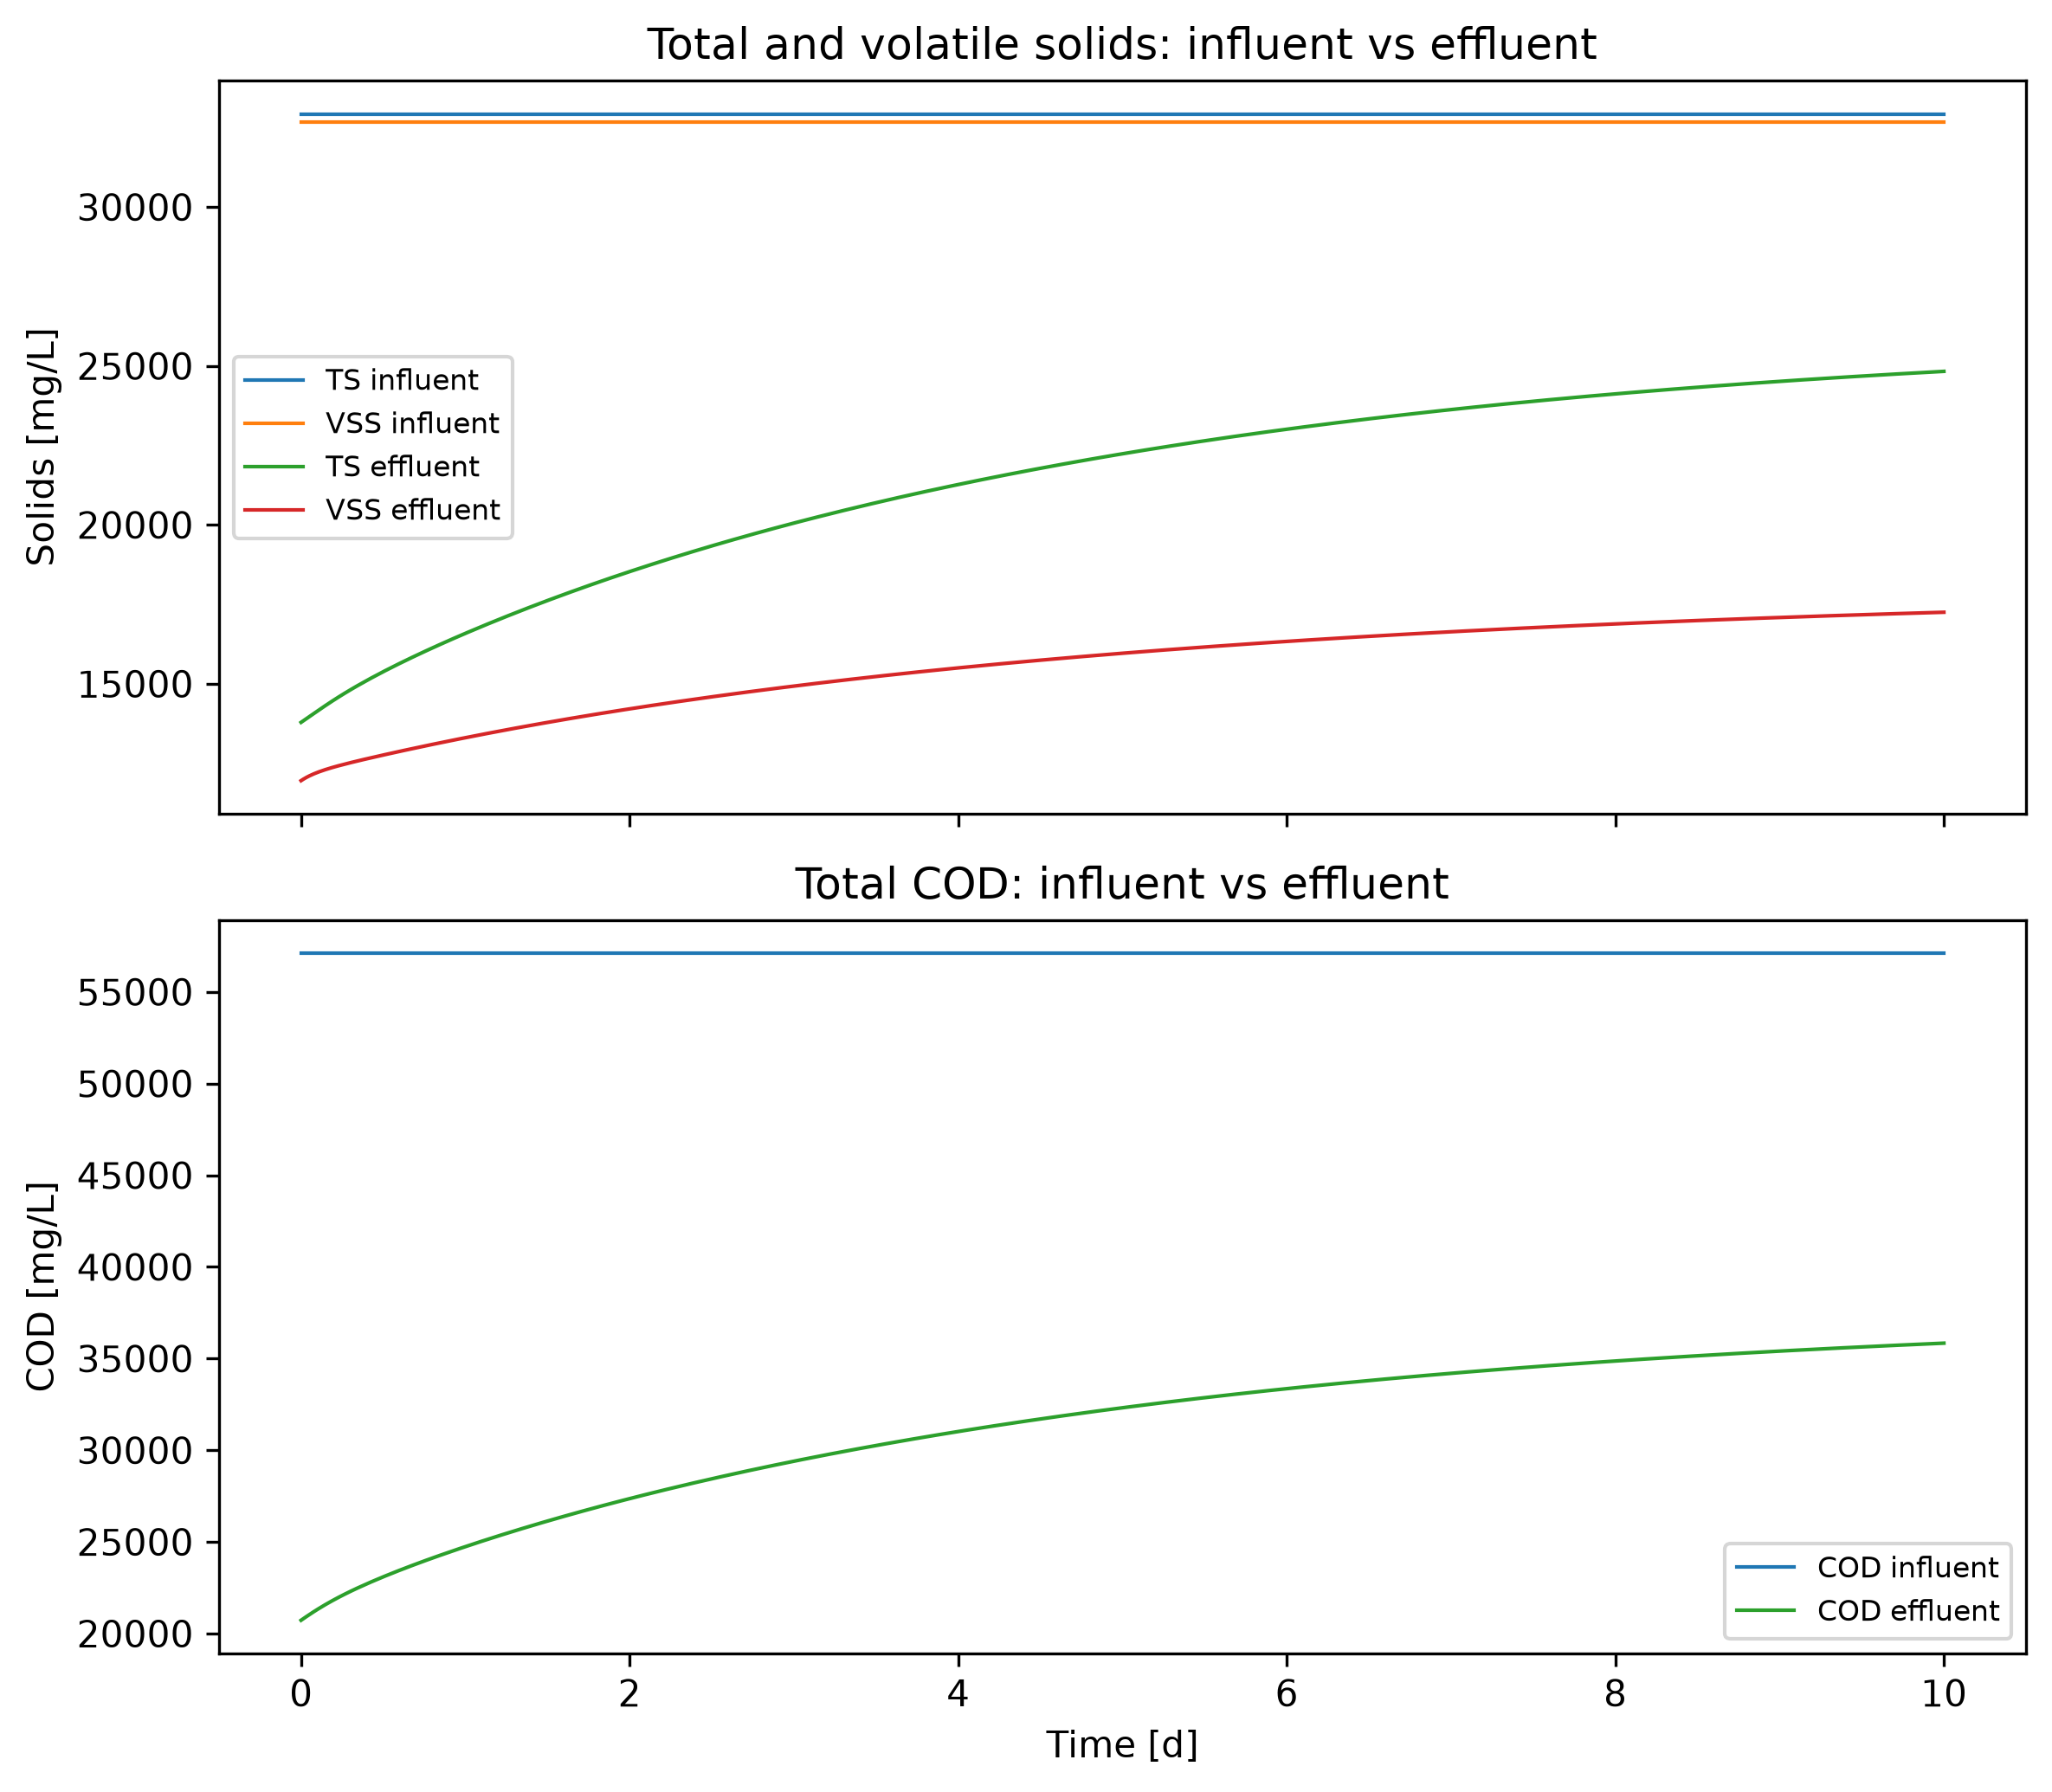 Total and volatile solids: influent vs effluent
30000
25000
20000
15000
Solids [mg/L]
TS influent
VSS influent
TS effluent
VSS effluent
Total COD: influent vs effluent
55000
50000
45000
40000
35000
30000
25000
20000
COD [mg/L]
COD influent
COD effluent
0 2 4 6 8 10
Time [d]